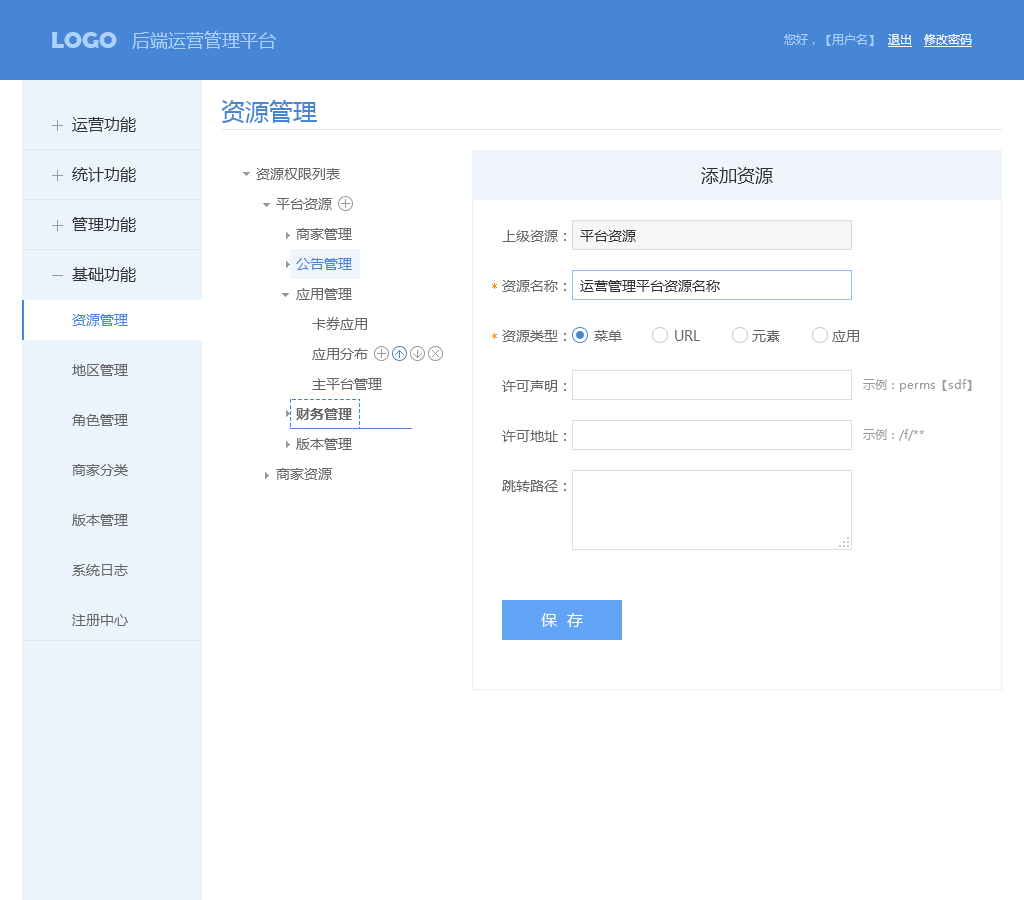 LOGO 后端运营管理平台
您好，【用户名】 退出 修改密码
运营功能
统计功能
管理功能
基础功能
资源管理
地区管理
角色管理
商家分类
版本管理
系统日志
注册中心
资源管理
资源权限列表
平台资源
商家管理
公告管理
应用管理
卡券应用
应用分布
主平台管理
财务管理
版本管理
商家资源
添加资源
上级资源： 平台资源
* 资源名称： 运营管理平台资源名称
* 资源类型： 菜单 URL 元素 应用
许可声明： 示例：perms【sdf】
许可地址： 示例：/f/**
跳转路径：
保 存